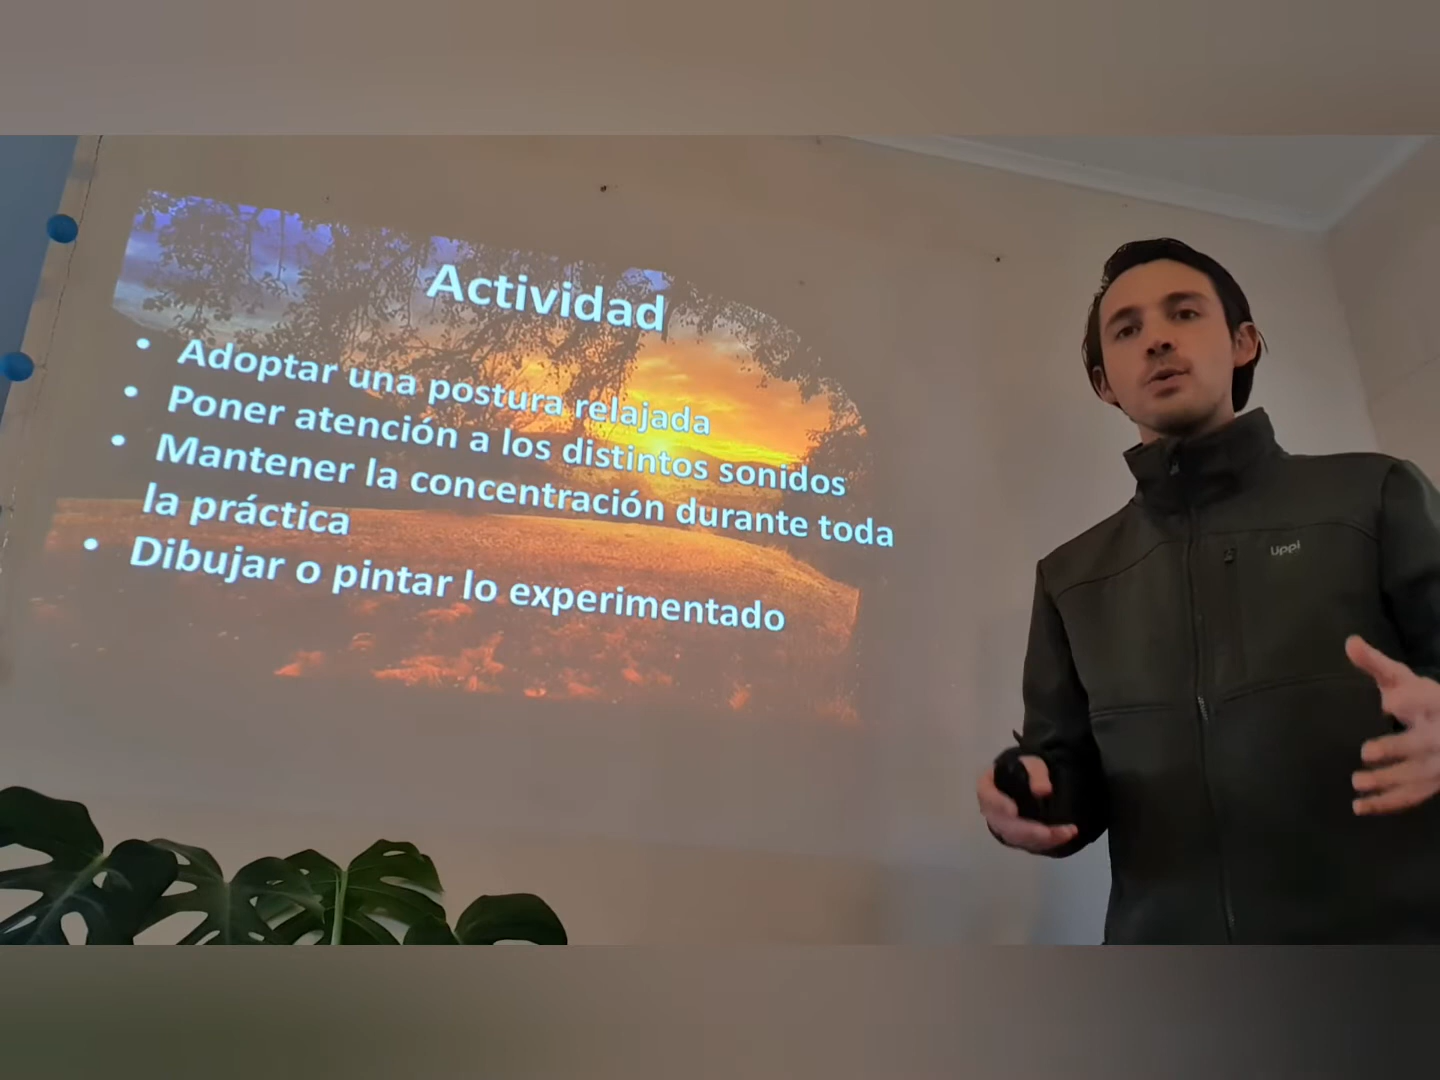 Actividad
• Adoptar una postura relajada
• Poner atención a los distintos sonidos
• Mantener la concentración durante toda
la práctica
• Dibujar o pintar lo experimentado
Lippi